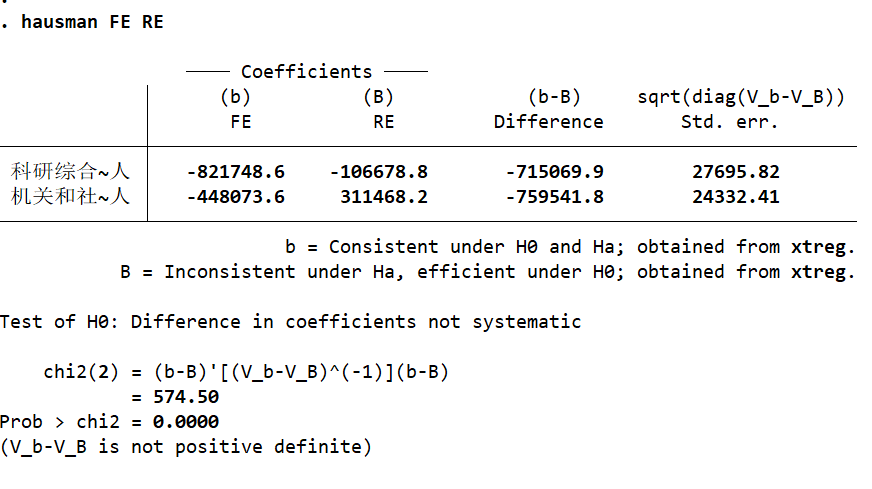 .
. hausman FE RE
Coefficients
(b) (B) (b-B) sqrt(diag(V_b-V_B))
FE RE Difference Std. err.
科研综合~人 -821748.6 -106678.8 -715069.9 27695.82
机关和社~人 -448073.6 311468.2 -759541.8 24332.41
b = Consistent under H0 and Ha; obtained from xtreg.
B = Inconsistent under Ha, efficient under H0; obtained from xtreg.
Test of H0: Difference in coefficients not systematic
chi2(2) = (b-B)'[(V_b-V_B)^(-1)](b-B)
= 574.50
Prob > chi2 = 0.0000
(V_b-V_B is not positive definite)